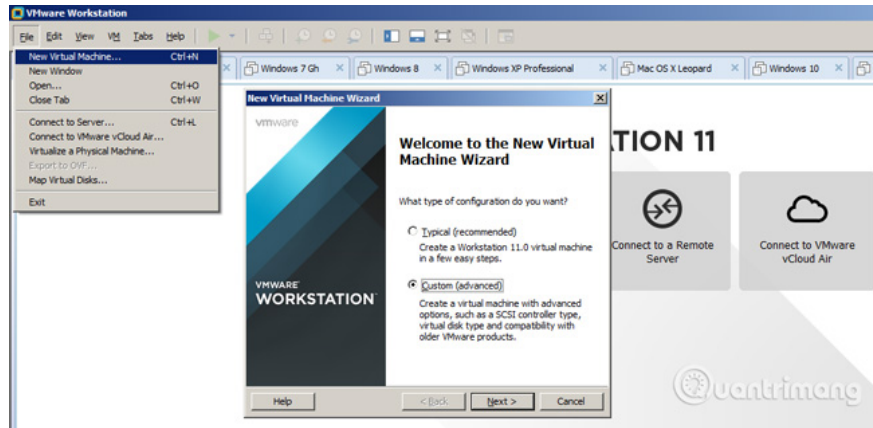 VMware Workstation
File Edit View VM Tabs Help
New Virtual Machine... Ctrl+N
New Window
Open... Ctrl+O
Close Tab Ctrl+W
Connect to Server... Ctrl+L
Connect to VMware vCloud Air...
Virtualize a Physical Machine...
Export to OVF...
Map Virtual Disks...
Exit
Windows 7 Gh Windows 8 Windows XP Professional Mac OS X Leopard Windows 10
New Virtual Machine Wizard
vmware
Welcome to the New Virtual
Machine Wizard
What type of configuration do you want?
Typical (recommended)
Create a Workstation 11.0 virtual machine
in a few easy steps.
Custom (advanced)
Create a virtual machine with advanced
options, such as a SCSI controller type,
virtual disk type and compatibility with
older VMware products.
VMWARE
WORKSTATION
Help < Back Next > Cancel
TION 11
Connect to a Remote
Server
Connect to VMware
vCloud Air
Quantrimang